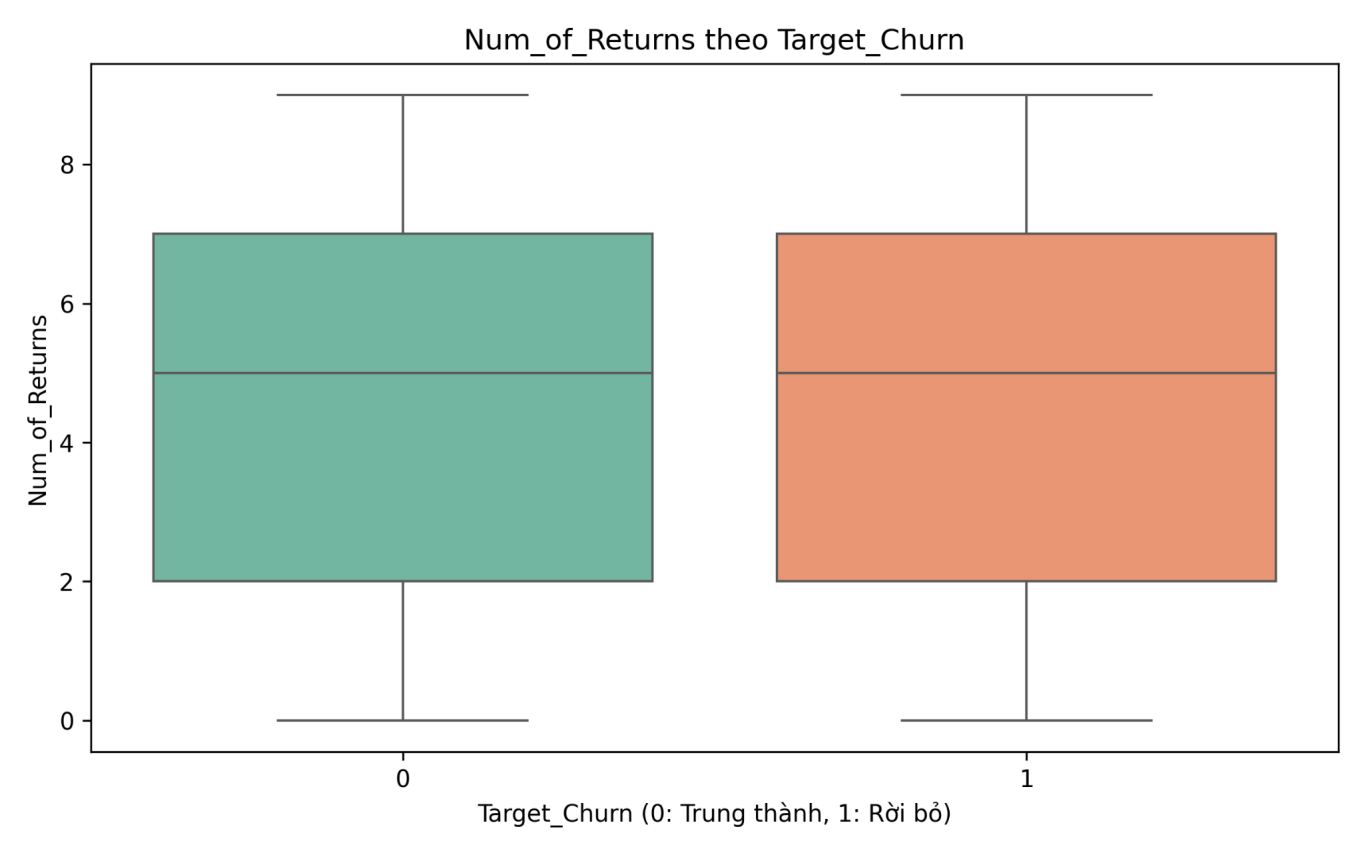 Num_of_Returns theo Target_Churn
Num_of_Returns
8
6
4
2
0
0
1
Target_Churn (0: Trung thành, 1: Rời bỏ)